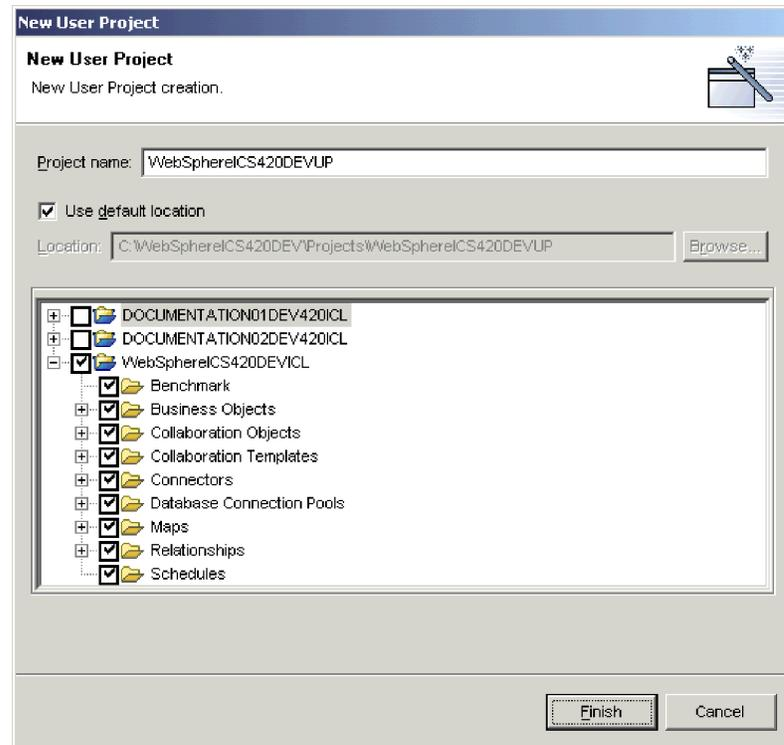 New User Project
New User Project
New User Project creation.
Project name: WebSphereICS420DEVUP
Use default location
Location: C:\WebSphereICS420DEV\Projects\WebSphereICS420DEVUP Browse...
DOCUMENTATION01DEV420ICL
DOCUMENTATION02DEV420ICL
WebSphereICS420DEVICL
Benchmark
Business Objects
Collaboration Objects
Collaboration Templates
Connectors
Database Connection Pools
Maps
Relationships
Schedules
Finish Cancel